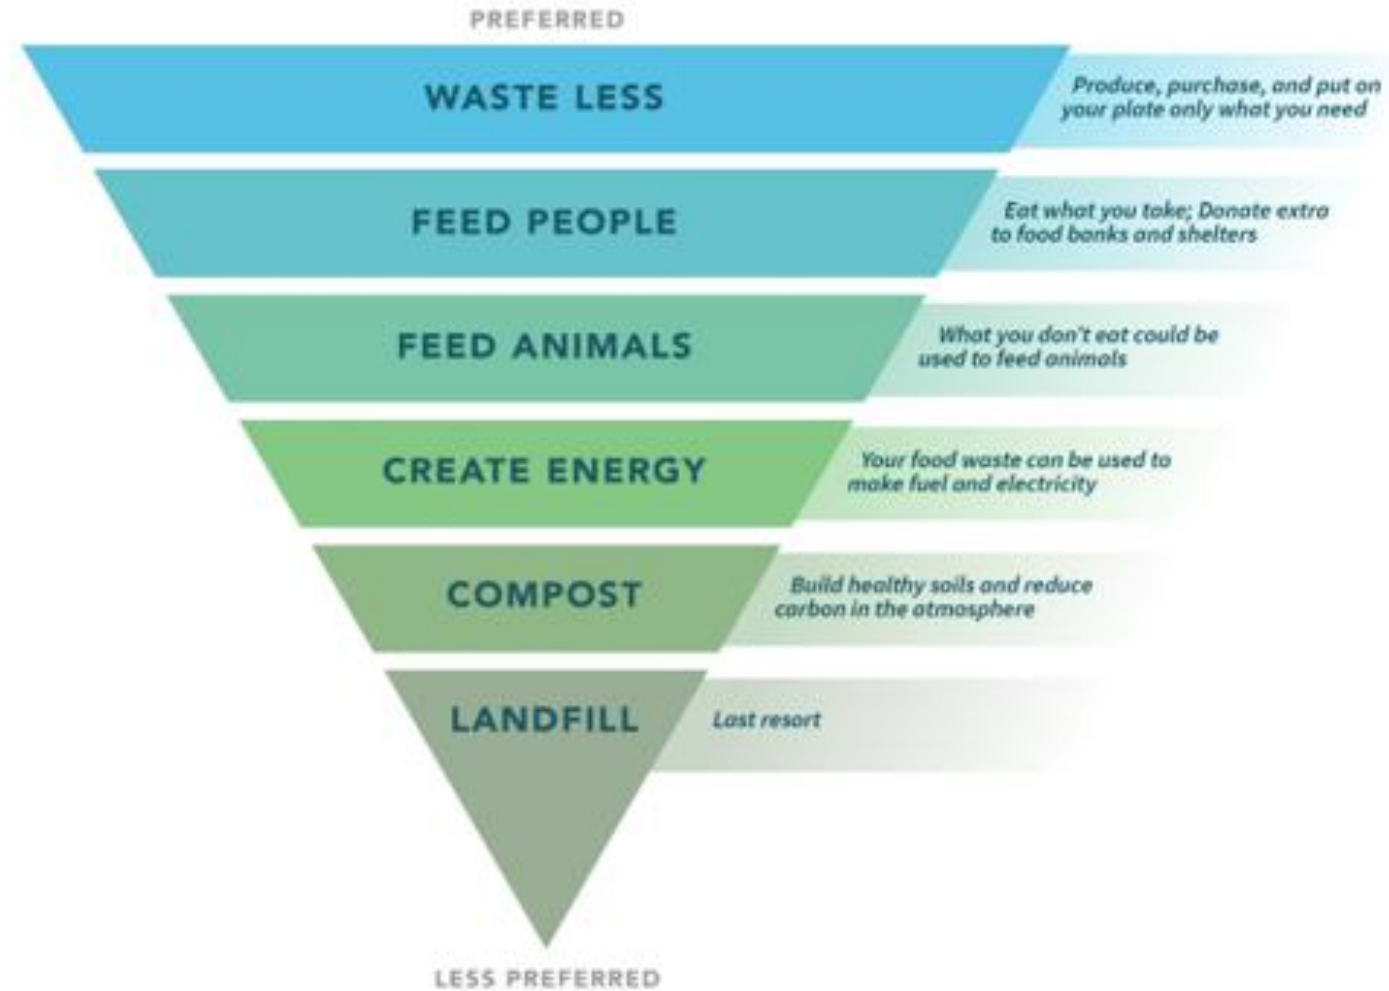 PREFERRED
WASTE LESS
Produce, purchase, and put on
your plate only what you need
FEED PEOPLE
Eat what you take; Donate extra
to food banks and shelters
FEED ANIMALS
What you don't eat could be
used to feed animals
CREATE ENERGY
Your food waste can be used to
make fuel and electricity
COMPOST
Build healthy soils and reduce
carbon in the atmosphere
LANDFILL
Last resort
LESS PREFERRED